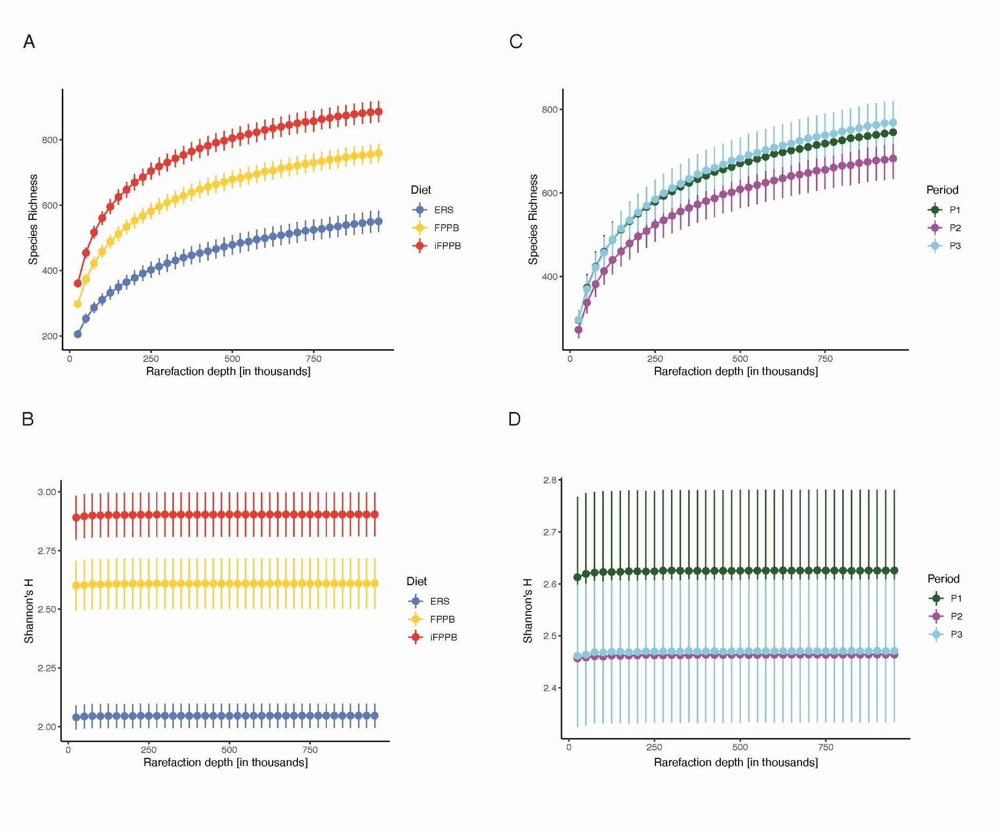 A
Species Richness
800
600
400
200
0 250 500 750
Rarefaction depth [in thousands]
Diet
ERS
FPPB
iFPPB
C
Species Richness
800
600
400
0 250 500 750
Rarefaction depth [in thousands]
Period
P1
P2
P3
B
Shannon's H
3.00
2.75
2.50
2.25
2.00
0 250 500 750
Rarefaction depth [in thousands]
Diet
ERS
FPPB
iFPPB
D
Shannon's H
2.8
2.7
2.6
2.5
2.4
0 250 500 750
Rarefaction depth [in thousands]
Period
P1
P2
P3